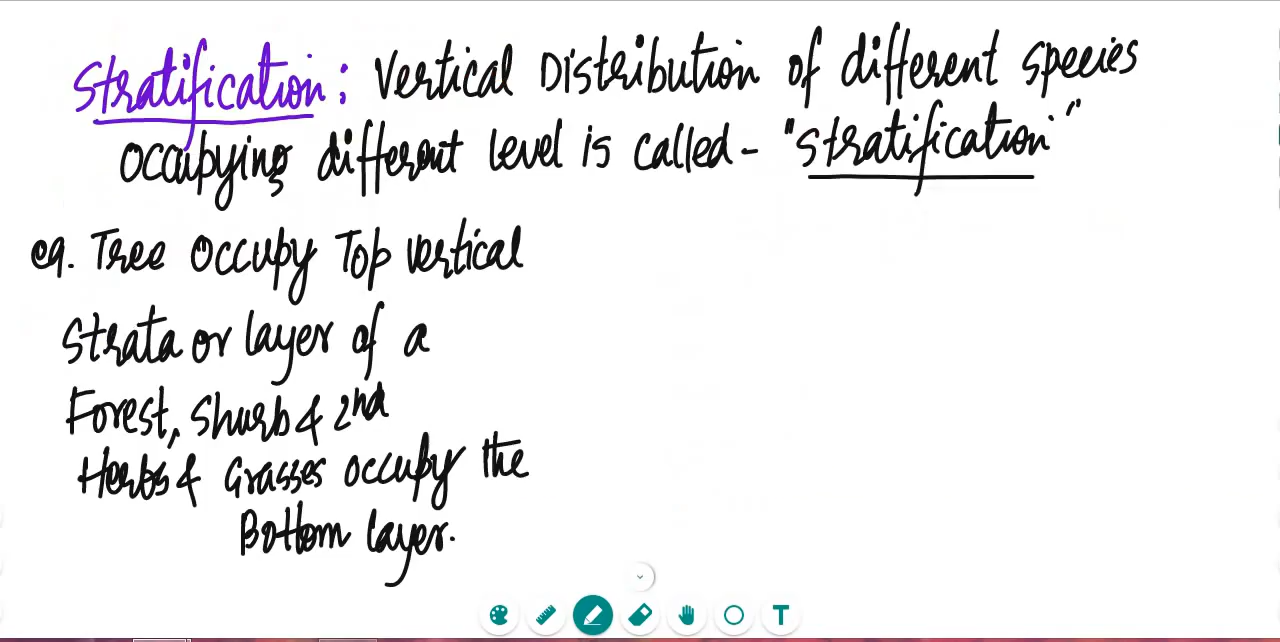 Stratification: Vertical Distribution of different species
occupying different level is called - "stratification"
eg. Tree occupy Top vertical
Strata or layer of a
Forest, Shurb & 2nd
Herbs & Grasses occupy the
Bottom layer.
T